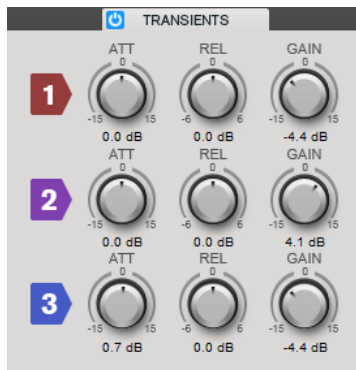 TRANSIENTS
ATT REL GAIN
0 0 0
1
-15 15 -6 6 -15 15
0.0 dB 0.0 dB -4.4 dB
ATT REL GAIN
0 0 0
2
-15 15 -6 6 -15 15
0.0 dB 0.0 dB 4.1 dB
ATT REL GAIN
0 0 0
3
-15 15 -6 6 -15 15
0.7 dB 0.0 dB -4.4 dB